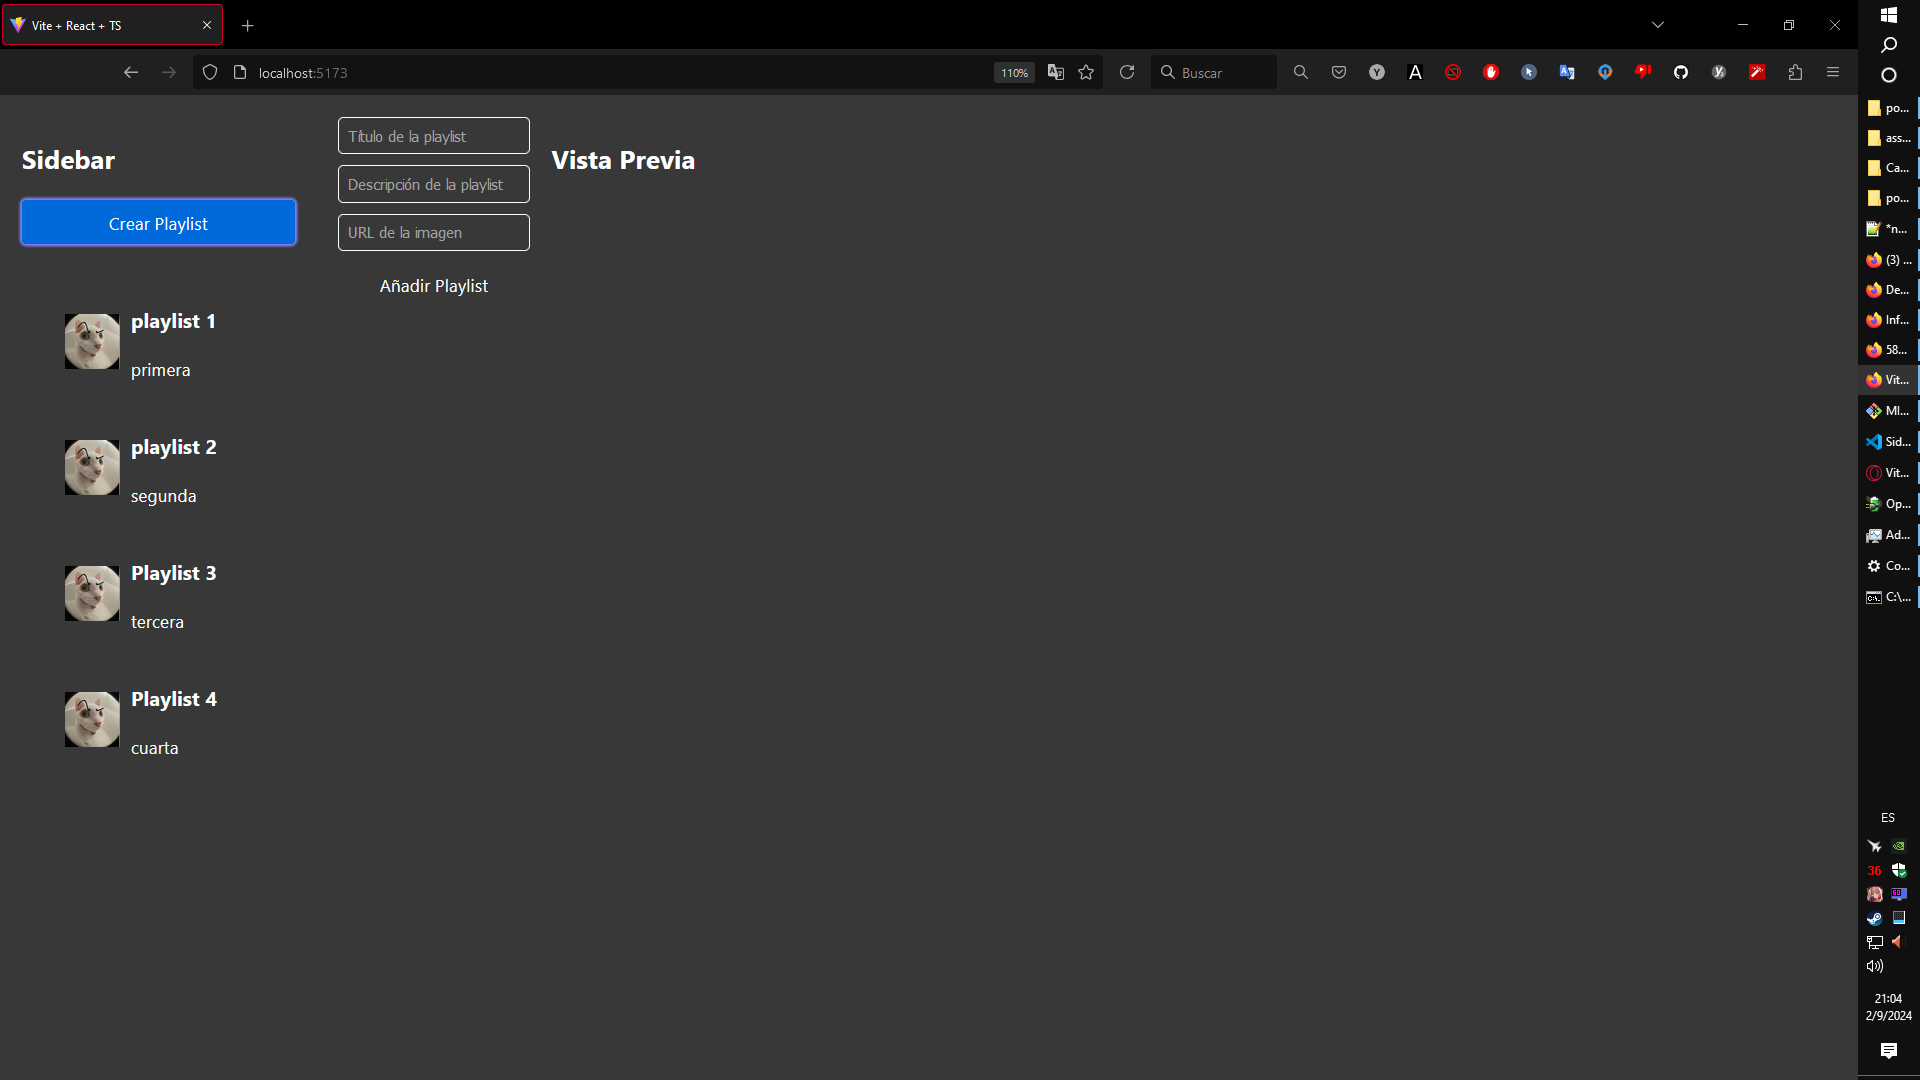 Vite + React + TS
localhost:5173
110%
Buscar
Sidebar
Crear Playlist
playlist 1
primera
playlist 2
segunda
Playlist 3
tercera
Playlist 4
cuarta
Título de la playlist
Descripción de la playlist
URL de la imagen
Añadir Playlist
Vista Previa
po...
ass...
Ca...
po...
*n...
(3) ...
De...
Inf...
58...
Vit...
MI...
Sid...
Vit...
Op...
Ad...
Co...
C:\...
ES
36
21:04
2/9/2024